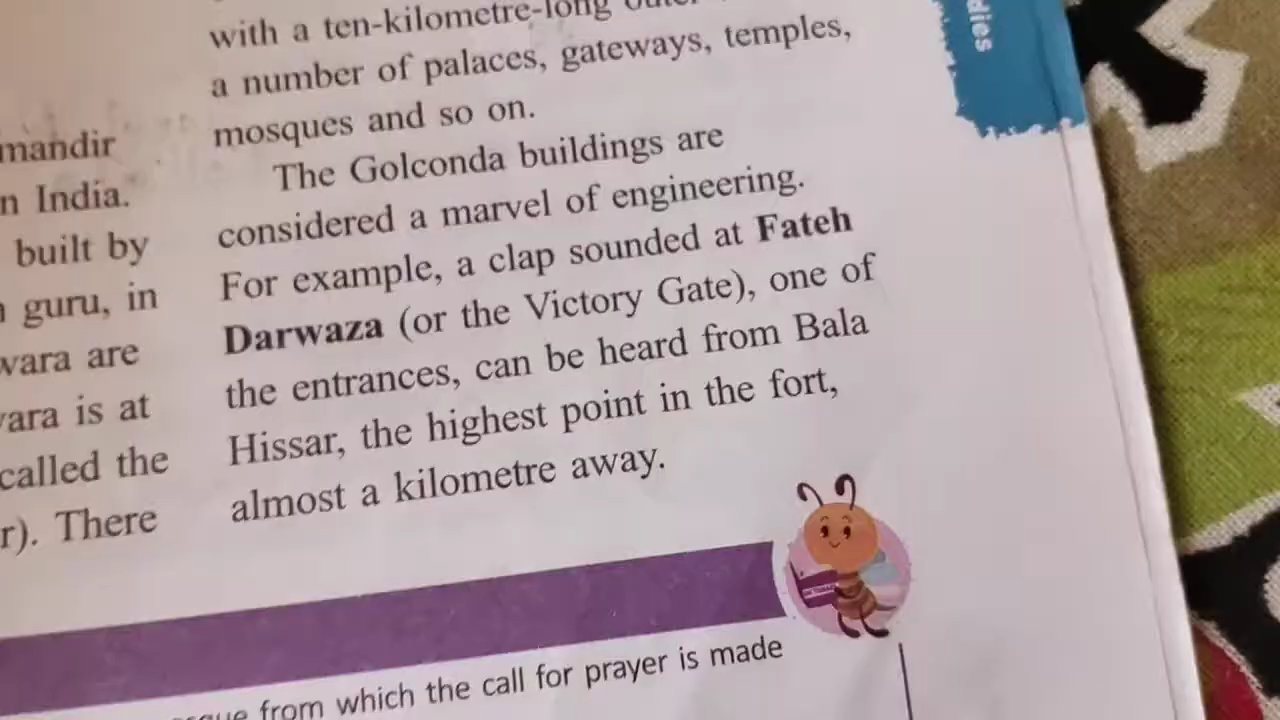 mandir
n India.
built by
guru, in
wara are
ara is at
called the
r). There
with a ten-kilometre-long outer
a number of palaces, gateways, temples,
mosques and so on.
The Golconda buildings are
considered a marvel of engineering.
For example, a clap sounded at Fateh
Darwaza (or the Victory Gate), one of
the entrances, can be heard from Bala
Hissar, the highest point in the fort,
almost a kilometre away.
from which the call for prayer is made
dies